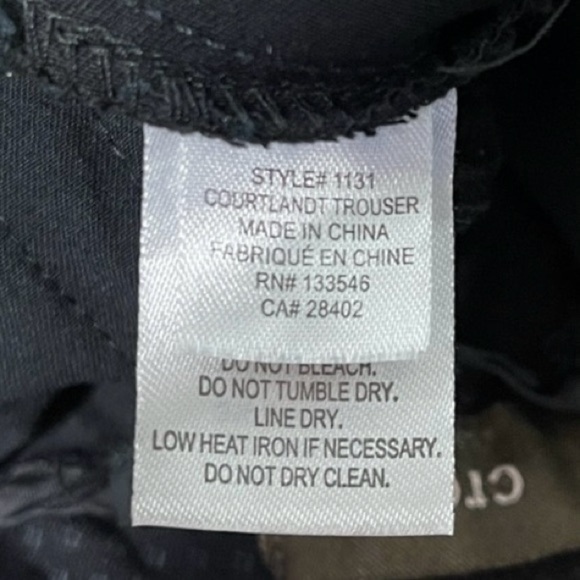 STYLE# 1131
COURTLANDT TROUSER
MADE IN CHINA
FABRIQUÉ EN CHINE
RN# 133546
CA# 28402
DO NOT BLEACH.
DO NOT TUMBLE DRY.
LINE DRY.
LOW HEAT IRON IF NECESSARY.
DO NOT DRY CLEAN.